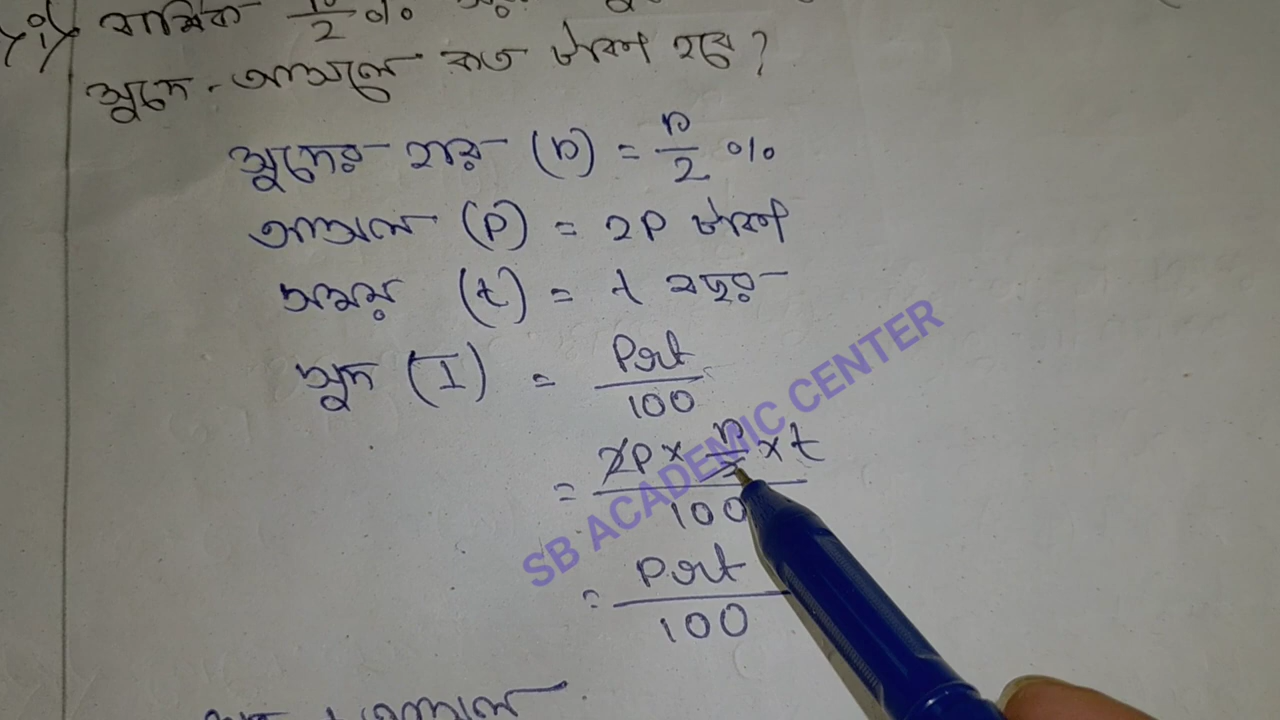 বার্ষিক r/2 %
সুদে-আসলে কত টাকা হবে?
সুদের হার (r) = r/2 %
আসল (P) = 2P টাকা
সময় (t) = t বছর
সুদ (I) = Prt/100
= 2P × r/2 × t / 100
= Prt/100
আসল
SB ACADEMIC CENTER